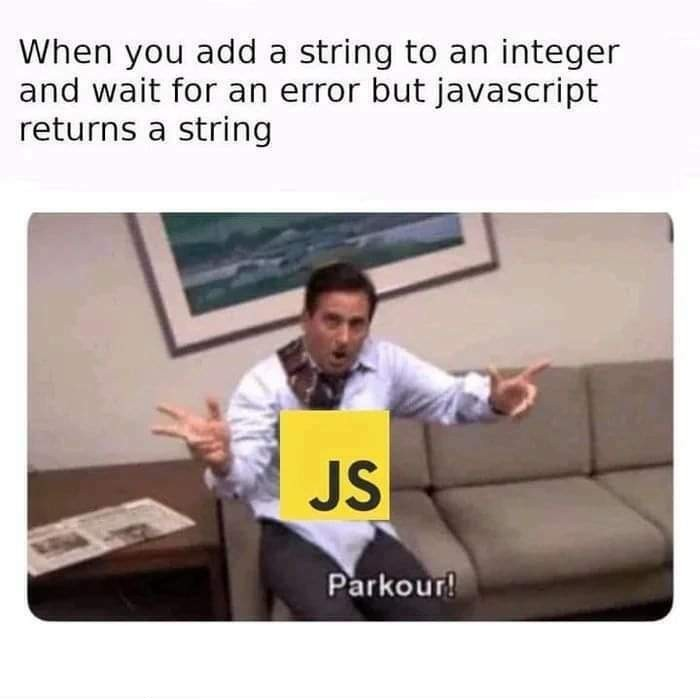 When you add a string to an integer
and wait for an error but javascript
returns a string
JS
Parkour!